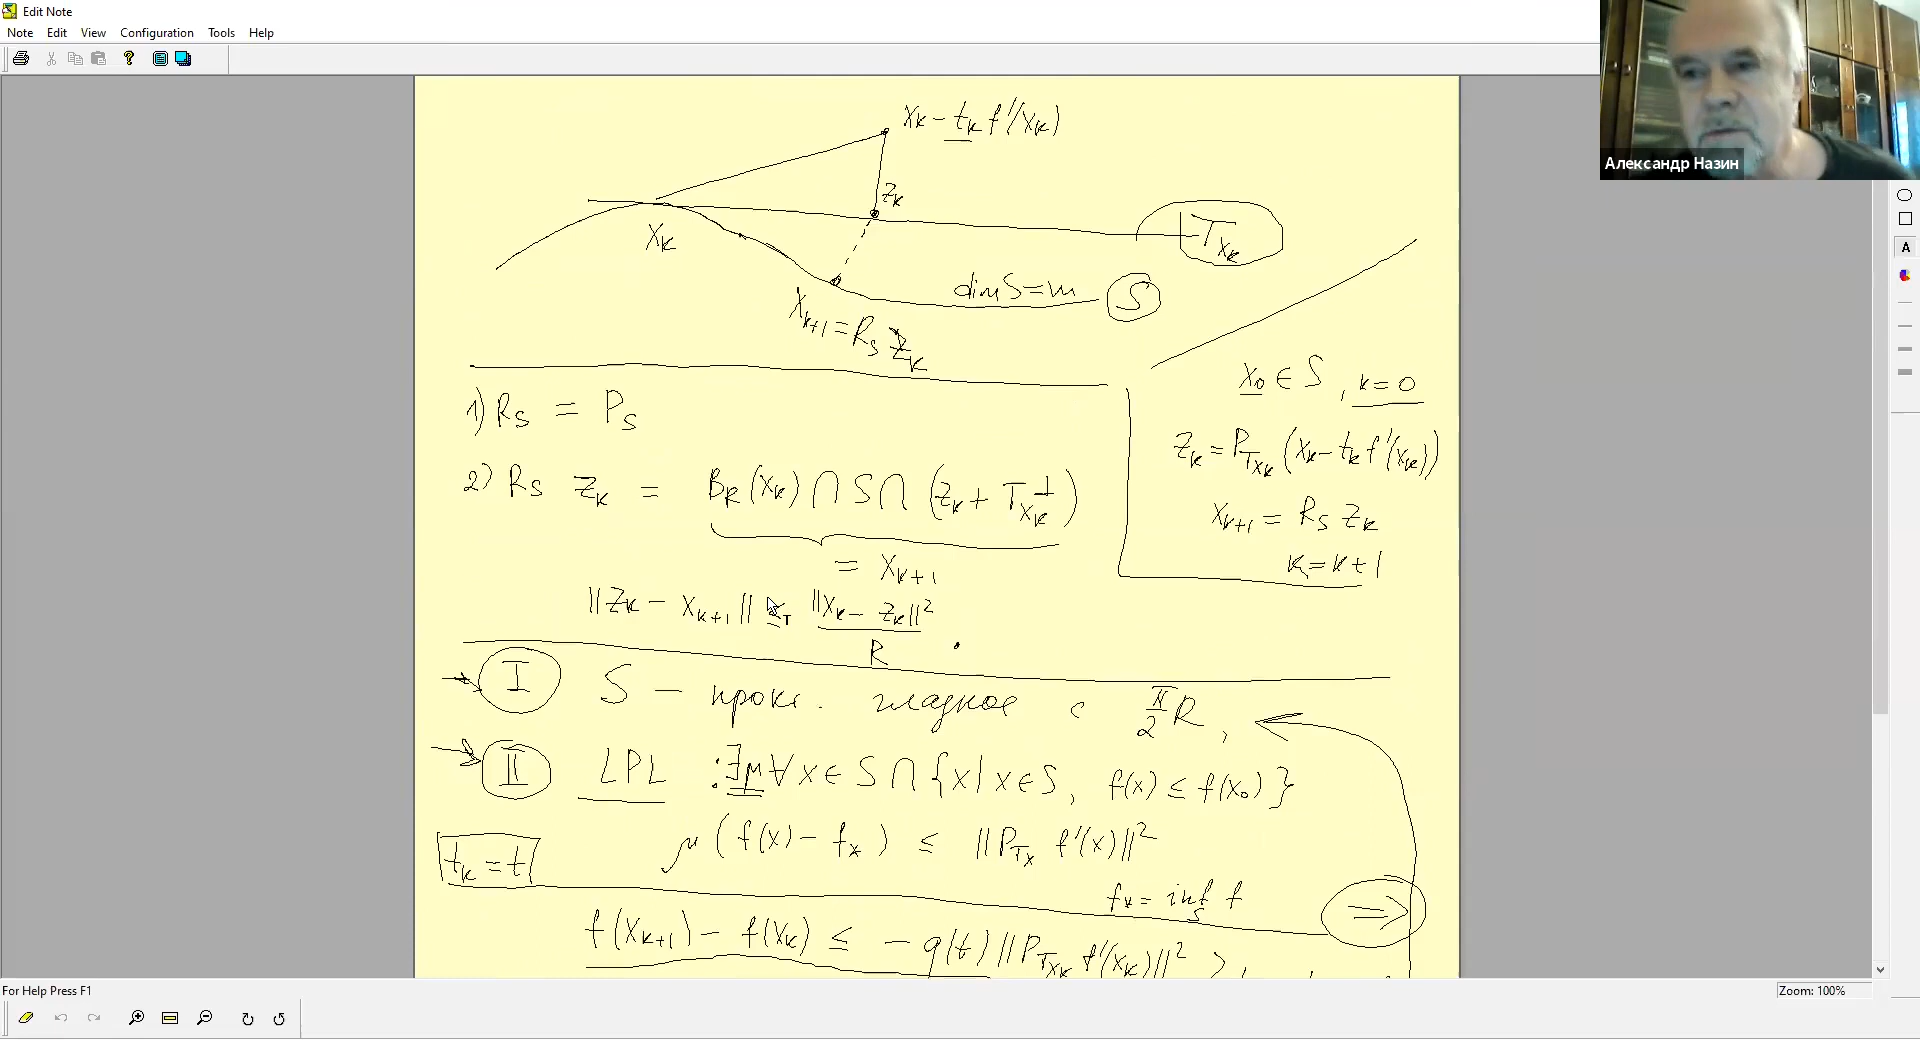 Edit Note
Note Edit View Configuration Tools Help
Александр Назин
x_k − t_k f'(x_k)
z_k
x_k
T_{x_k}
dim S = m
S
x_{k+1} = R_S z_k
1) R_S = P_S
2) R_S z_k = B_R(x_k) ∩ S ∩ (z_k + T_{x_k}^⊥)
= x_{k+1}
‖z_k − x_{k+1}‖ ≤ ‖x_k − z_k‖² / R .
x_0 ∈ S, k = 0
z_k = P_{T_{x_k}}(x_k − t_k f'(x_k))
x_{k+1} = R_S z_k
k = k + 1
I S − прокс. гладкое с π/2 R,
II LPL : ∃μ ∀x ∈ S ∩ {x | x ∈ S, f(x) ≤ f(x_0)}
μ(f(x) − f_*) ≤ ‖P_{T_x} f'(x)‖²
t_k = t
f_* = inf_S f
⇒
f(x_{k+1}) − f(x_k) ≤ − q(t) ‖P_{T_{x_k}} f'(x_k)‖²
For Help Press F1
Zoom: 100%
A